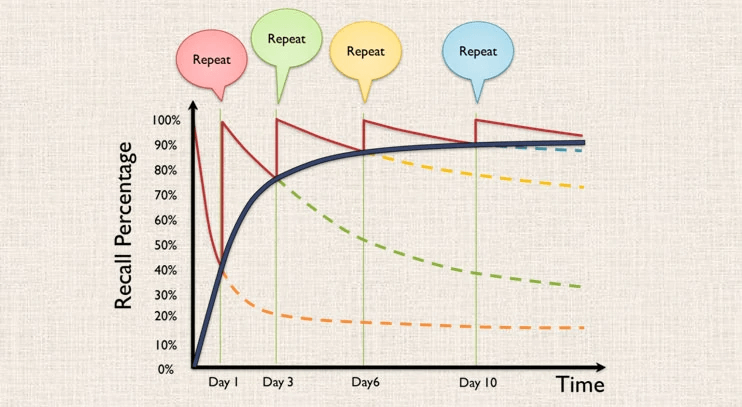 Repeat
Repeat
Repeat
Repeat
Recall Percentage
100%
90%
80%
70%
60%
50%
40%
30%
20%
10%
0%
Day 1
Day 3
Day6
Day 10
Time